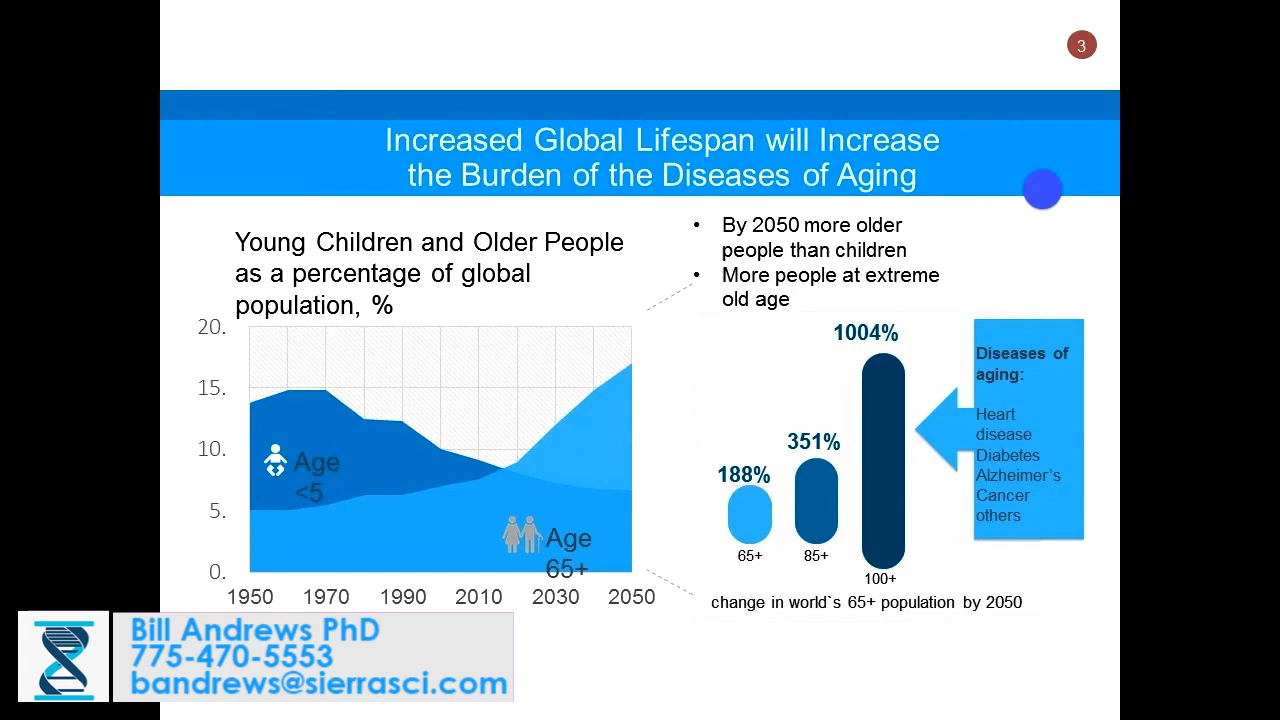 3
Increased Global Lifespan will Increase
the Burden of the Diseases of Aging
Young Children and Older People
as a percentage of global
population, %
20.
15.
10.
5.
0.
Age
<5
Age
65+
1950 1970 1990 2010 2030 2050
• By 2050 more older
people than children
• More people at extreme
old age
1004%
351%
188%
65+
85+
100+
change in world`s 65+ population by 2050
Diseases of
aging:
Heart
disease
Diabetes
Alzheimer’s
Cancer
others
Bill Andrews PhD
775-470-5553
bandrews@sierrasci.com